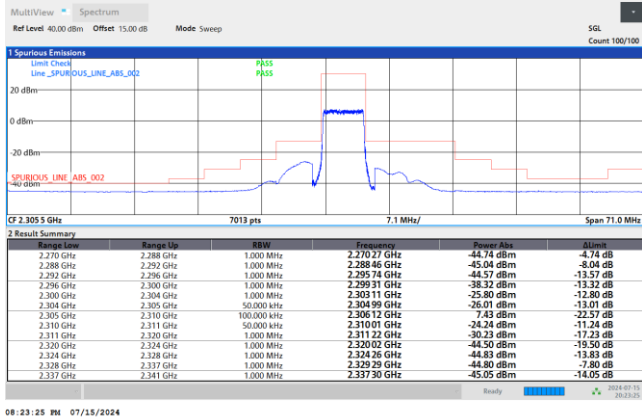 MultiView Spectrum
Ref Level 40.00 dBm Offset 15.00 dB Mode Sweep SGL
Count 100/100
1 Spurious Emissions
Limit Check PASS
Line _SPURIOUS_LINE_ABS_002 PASS
20 dBm
0 dBm
-20 dBm
_SPURIOUS_LINE_ABS_002
-40 dBm
CF 2.305 5 GHz 7013 pts 7.1 MHz/ Span 71.0 MHz
2 Result Summary
Range Low Range Up RBW Frequency Power Abs ΔLimit
2.270 GHz 2.288 GHz 1.000 MHz 2.270 27 GHz -44.74 dBm -4.74 dB
2.288 GHz 2.292 GHz 1.000 MHz 2.288 46 GHz -45.04 dBm -8.04 dB
2.292 GHz 2.296 GHz 1.000 MHz 2.295 74 GHz -44.57 dBm -13.57 dB
2.296 GHz 2.300 GHz 1.000 MHz 2.299 31 GHz -38.32 dBm -13.32 dB
2.300 GHz 2.304 GHz 1.000 MHz 2.303 11 GHz -25.80 dBm -12.80 dB
2.304 GHz 2.305 GHz 50.000 kHz 2.304 99 GHz -26.01 dBm -13.01 dB
2.305 GHz 2.310 GHz 100.000 kHz 2.306 12 GHz 7.43 dBm -22.57 dB
2.310 GHz 2.311 GHz 50.000 kHz 2.310 01 GHz -24.24 dBm -11.24 dB
2.311 GHz 2.320 GHz 1.000 MHz 2.311 22 GHz -30.23 dBm -17.23 dB
2.320 GHz 2.324 GHz 1.000 MHz 2.320 02 GHz -44.50 dBm -19.50 dB
2.324 GHz 2.328 GHz 1.000 MHz 2.324 26 GHz -44.83 dBm -13.83 dB
2.328 GHz 2.337 GHz 1.000 MHz 2.329 29 GHz -44.80 dBm -7.80 dB
2.337 GHz 2.341 GHz 1.000 MHz 2.337 30 GHz -45.05 dBm -14.05 dB
Ready 2024-07-15
20:23:25
08:23:25 PM 07/15/2024